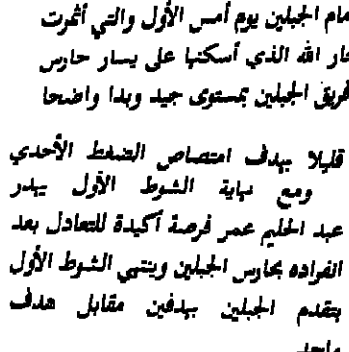 مام الجبلين يوم أمس الأول والتي أثمرت
جار الله الذي أسكنها على يسار حارس
فريق الجبلين بمستوى جيد وبدا واضحا
قليلا بهدف امتصاص الضغط الأحدي
ومع نهاية الشوط الأول يهدر
عبد الحليم عمر فرصة أكيدة للتعادل بعد
انفراده بحارس الجبلين وينتهي الشوط الأول
بتقدم الجبلين بهدفين مقابل هدف
واحد